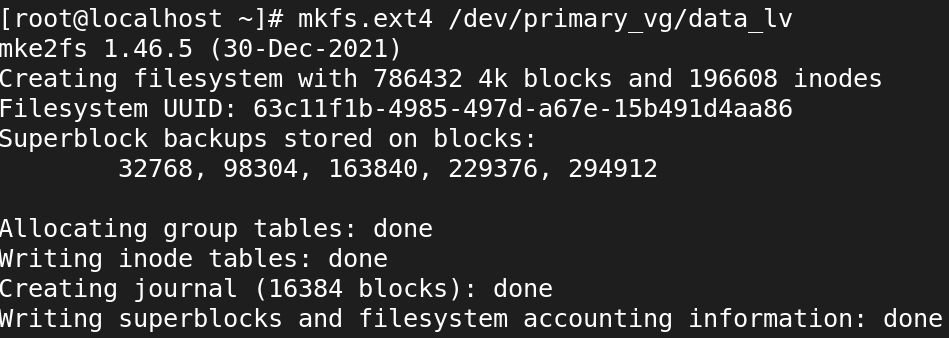 [root@localhost ~]# mkfs.ext4 /dev/primary_vg/data_lv
mke2fs 1.46.5 (30-Dec-2021)
Creating filesystem with 786432 4k blocks and 196608 inodes
Filesystem UUID: 63c11f1b-4985-497d-a67e-15b491d4aa86
Superblock backups stored on blocks:
        32768, 98304, 163840, 229376, 294912

Allocating group tables: done
Writing inode tables: done
Creating journal (16384 blocks): done
Writing superblocks and filesystem accounting information: done